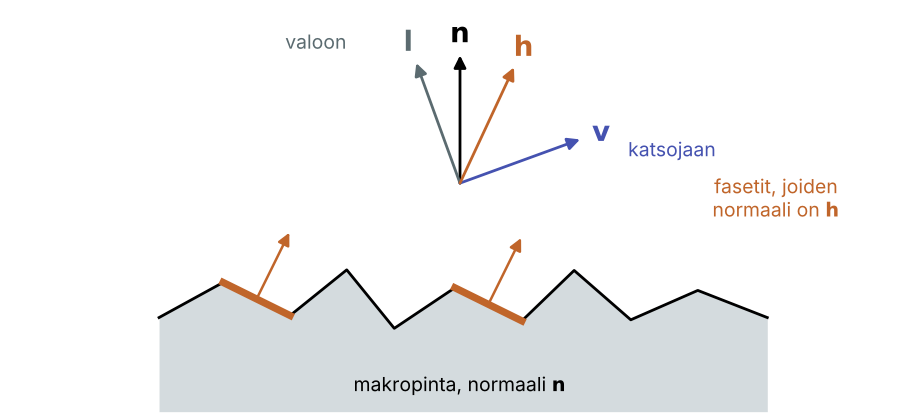 valoon
l
n
h
v
katsojaan
fasetit, joiden
normaali on h
makropinta, normaali n